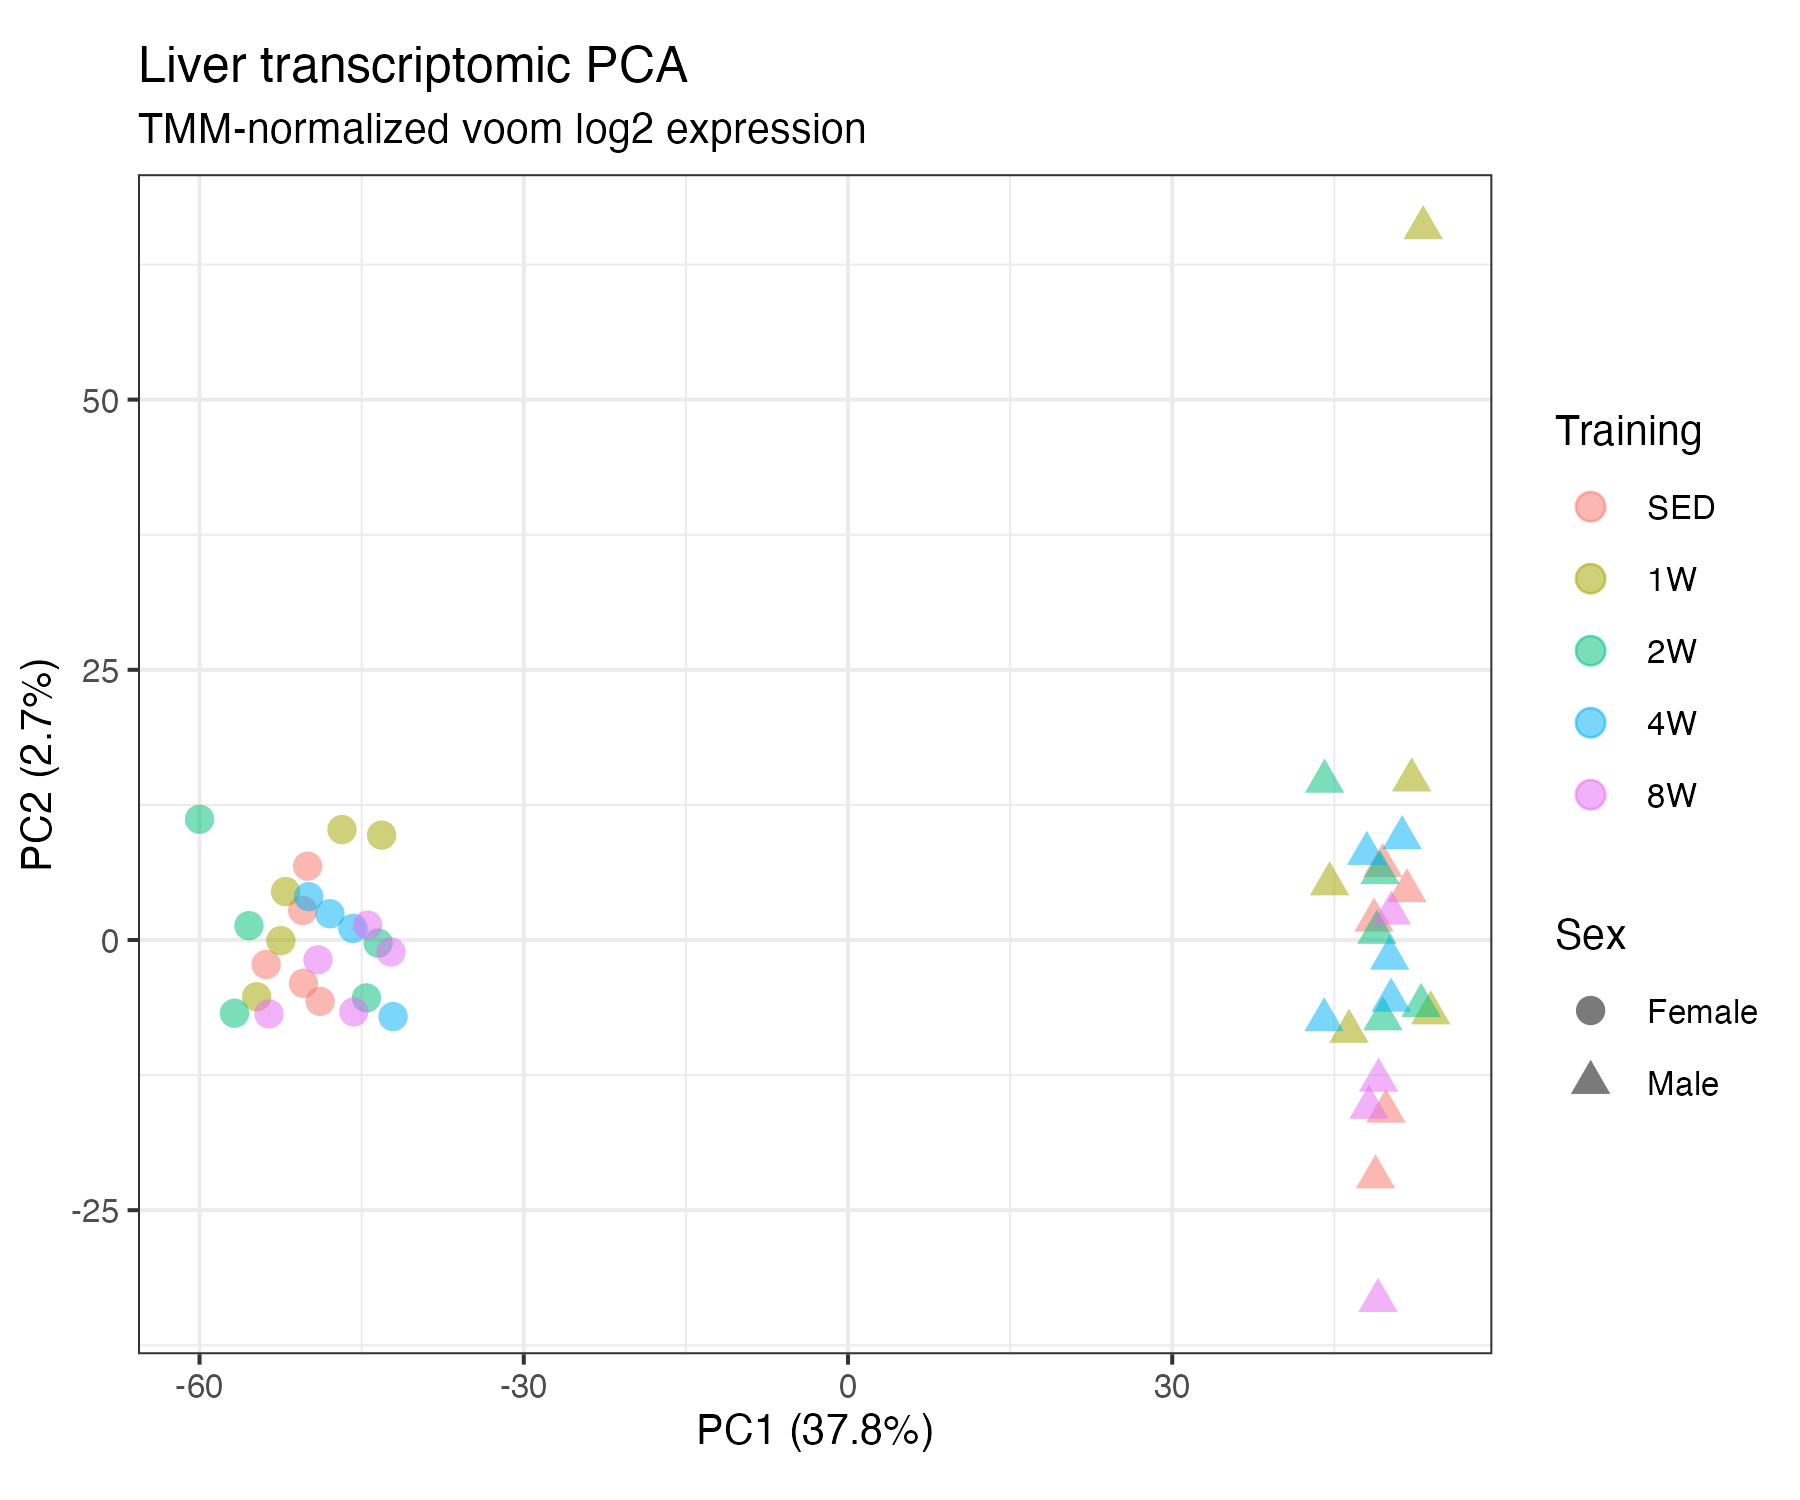 Liver transcriptomic PCA
TMM-normalized voom log2 expression
PC2 (2.7%)
50
25
0
-25
-60
-30
0
30
PC1 (37.8%)
Training
SED
1W
2W
4W
8W
Sex
Female
Male